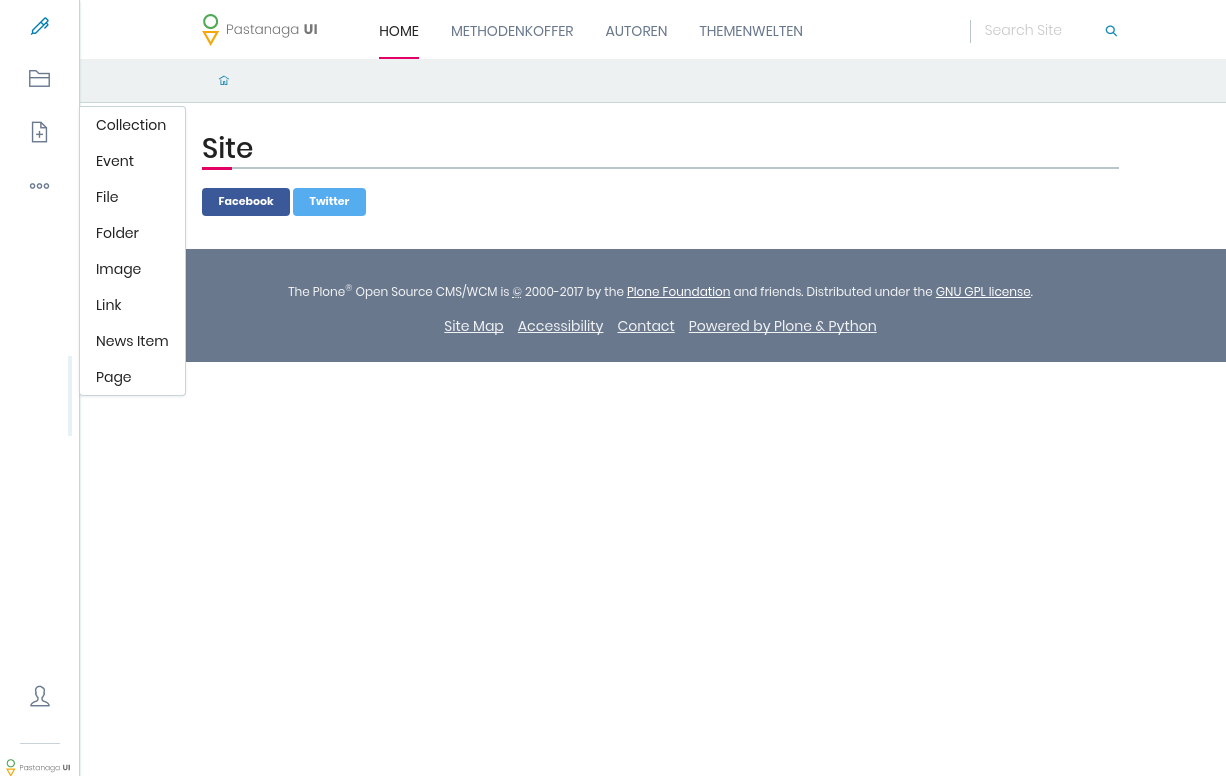 Pastanaga UI
HOME METHODENKOFFER AUTOREN THEMENWELTEN
Search Site
Collection
Event
File
Folder
Image
Link
News Item
Page
Site
Facebook Twitter
The Plone® Open Source CMS/WCM is © 2000-2017 by the Plone Foundation and friends. Distributed under the GNU GPL license.
Site Map Accessibility Contact Powered by Plone & Python
Pastanaga UI